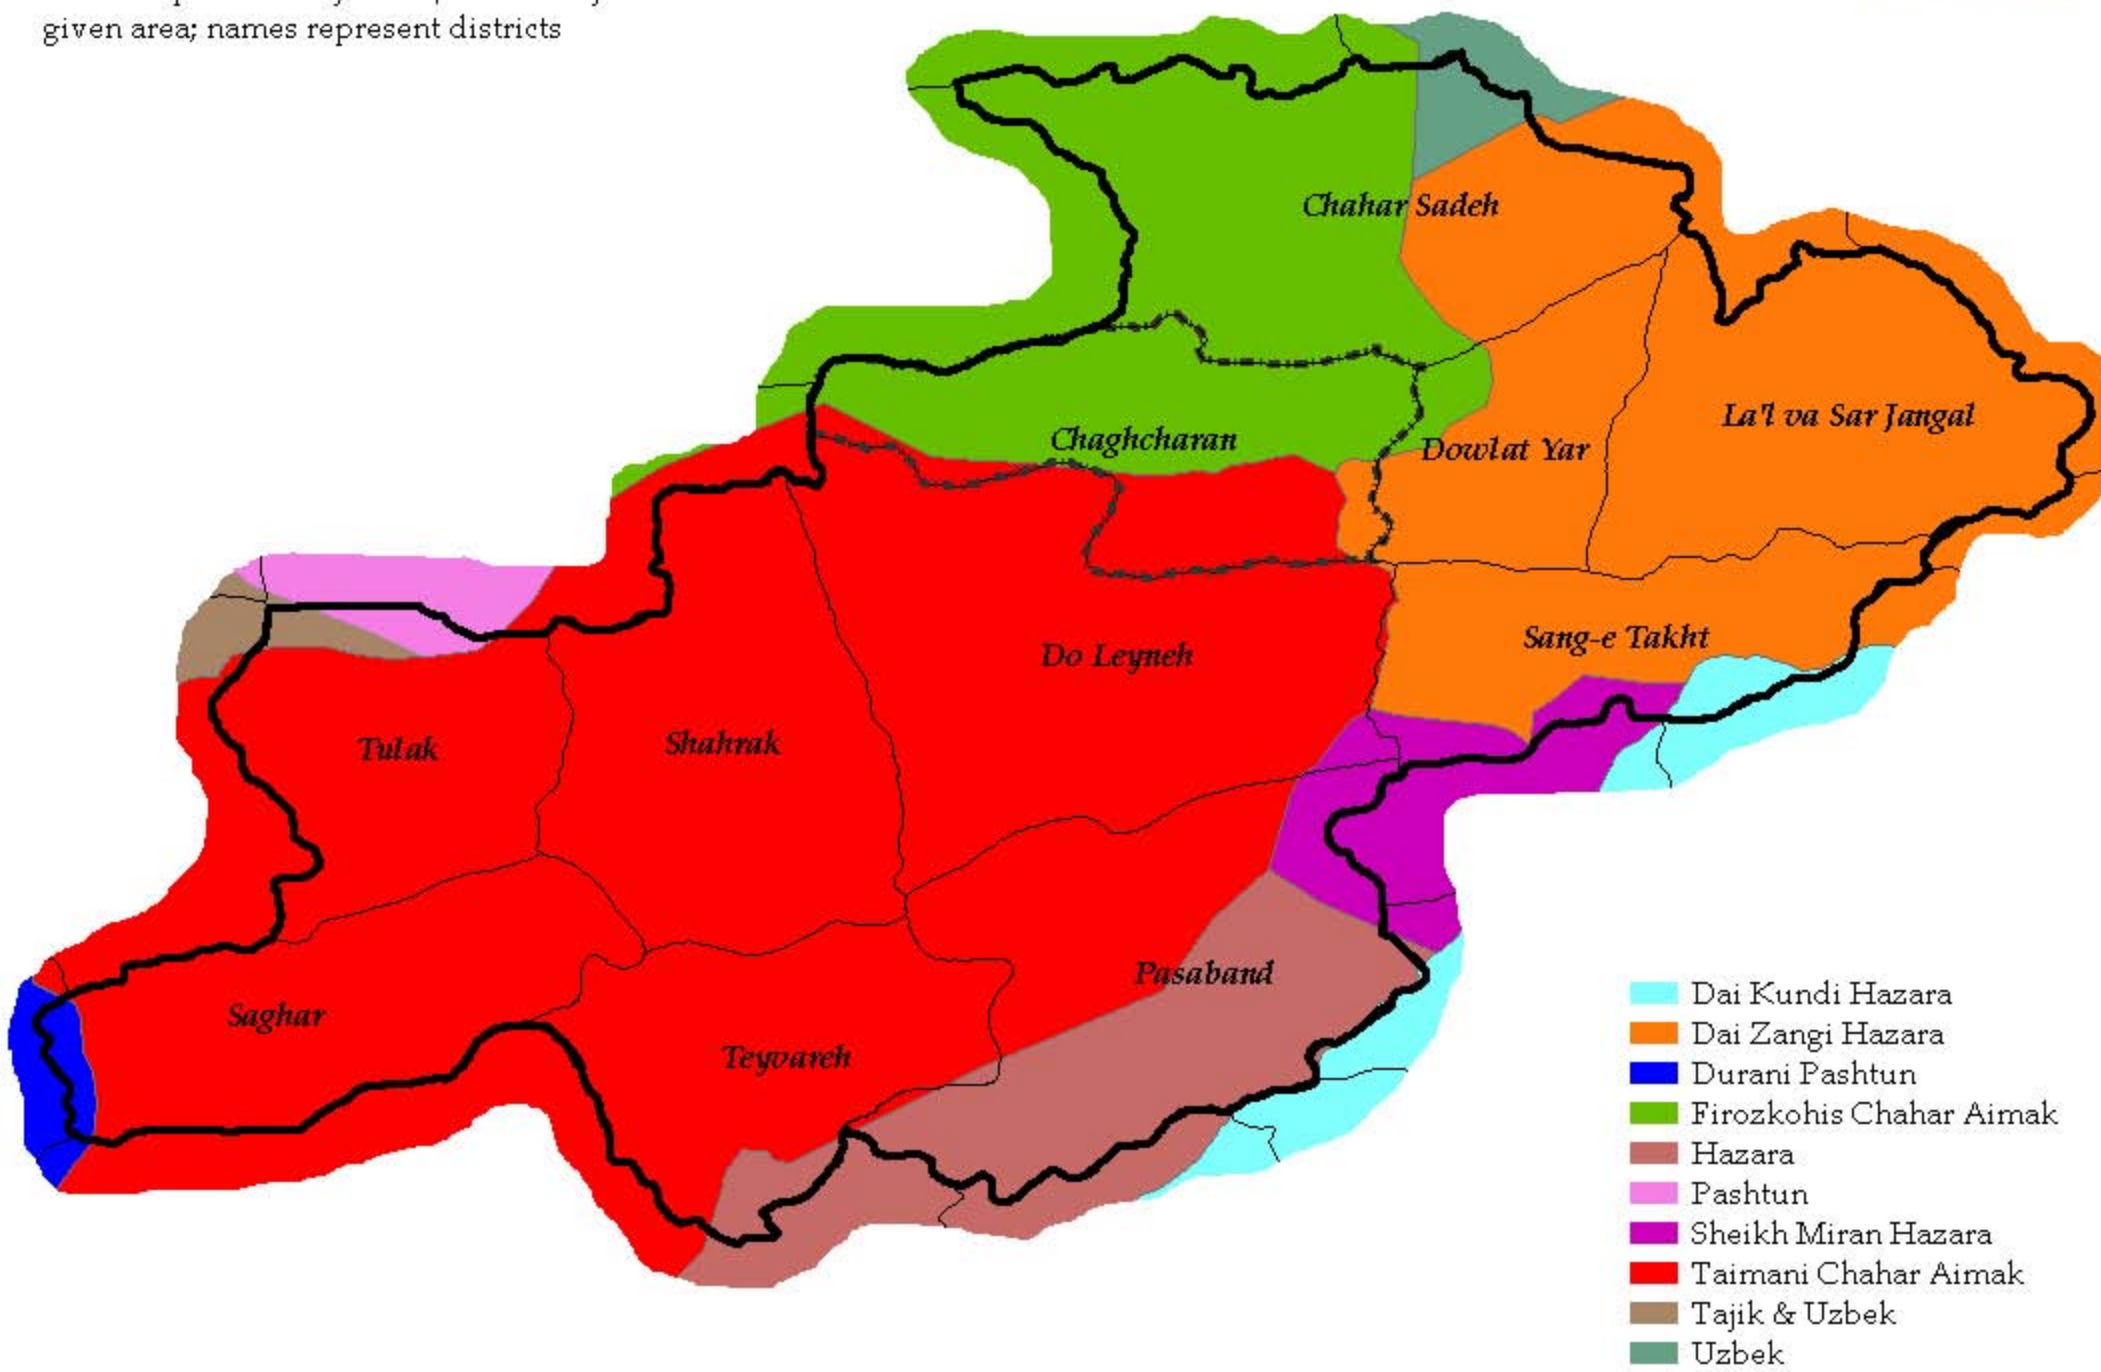 given area; names represent districts
Chahar Sadeh
La'l va Sar Jangal
Chaghcharan
Dowlat Yar
Sang-e Takht
Do Leyneh
Tulak
Shahrak
Pasaband
Saghar
Teyvareh
Dai Kundi Hazara
Dai Zangi Hazara
Durani Pashtun
Firozkohis Chahar Aimak
Hazara
Pashtun
Sheikh Miran Hazara
Taimani Chahar Aimak
Tajik & Uzbek
Uzbek